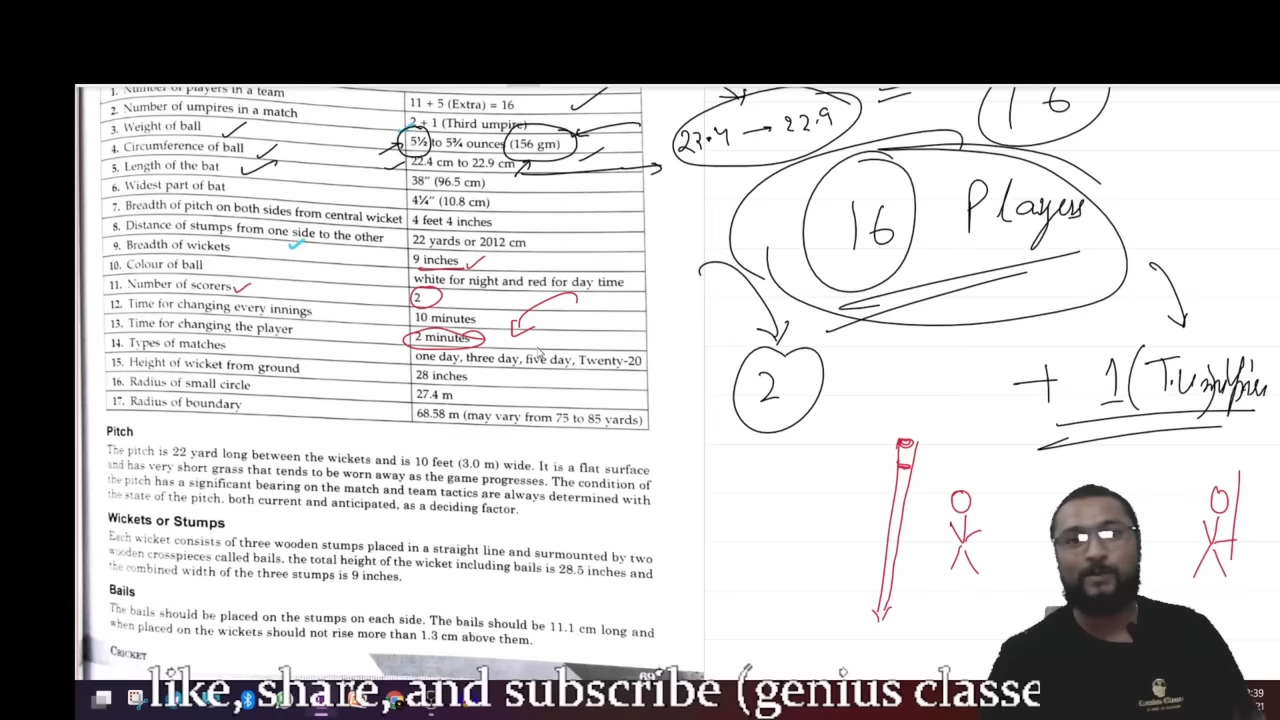 1. Number of players in a team
11 + 5 (Extra) = 16
2. Number of umpires in a match
2 + 1 (Third umpire)
3. Weight of ball
5½ to 5¾ ounces (156 gm)
4. Circumference of ball
22.4 cm to 22.9 cm
5. Length of the bat
38" (96.5 cm)
6. Widest part of bat
4¼" (10.8 cm)
7. Breadth of pitch on both sides from central wicket
4 feet 4 inches
8. Distance of stumps from one side to the other
22 yards or 2012 cm
9. Breadth of wickets
9 inches
10. Colour of ball
white for night and red for day time
11. Number of scorers
2
12. Time for changing every innings
10 minutes
13. Time for changing the player
2 minutes
14. Types of matches
one day, three day, five day, Twenty-20
15. Height of wicket from ground
28 inches
16. Radius of small circle
27.4 m
17. Radius of boundary
68.58 m (may vary from 75 to 85 yards)
Pitch
The pitch is 22 yard long between the wickets and is 10 feet (3.0 m) wide. It is a flat surface
and has very short grass that tends to be worn away as the game progresses. The condition of
the pitch has a significant bearing on the match and team tactics are always determined with
the state of the pitch, both current and anticipated, as a deciding factor.
Wickets or Stumps
Each wicket consists of three wooden stumps placed in a straight line and surmounted by two
wooden crosspieces called bails, the total height of the wicket including bails is 28.5 inches and
the combined width of the three stumps is 9 inches.
Bails
The bails should be placed on the stumps on each side. The bails should be 11.1 cm long and
when placed on the wickets should not rise more than 1.3 cm above them.
CRICKET
69
22.4 → 22.9
=
16
16 Players
2
+ 1 (T.
like, share, and subscribe (genius classe
Genius Classes